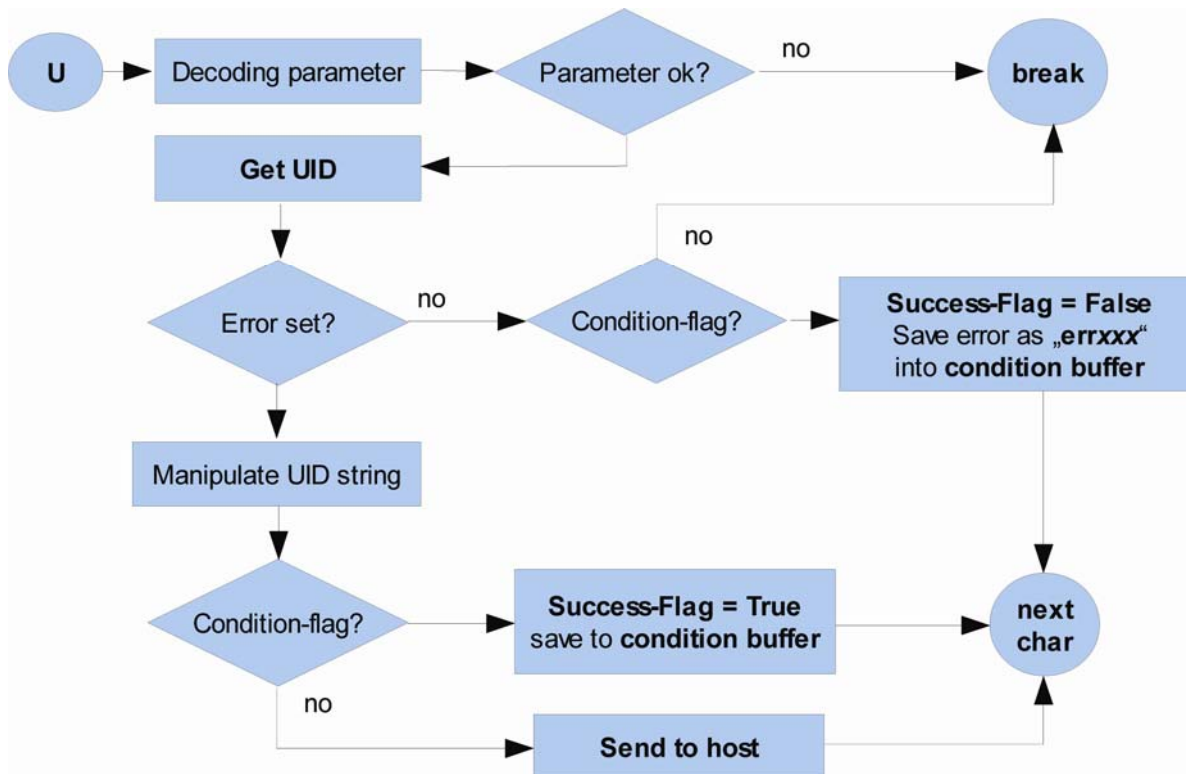 U
Decoding parameter
Parameter ok?
no
break
Get UID
no
Error set?
no
Condition-flag?
Success-Flag = False
Save error as „errxxx“
into condition buffer
Manipulate UID string
Condition-flag?
Success-Flag = True
save to condition buffer
next
char
no
Send to host